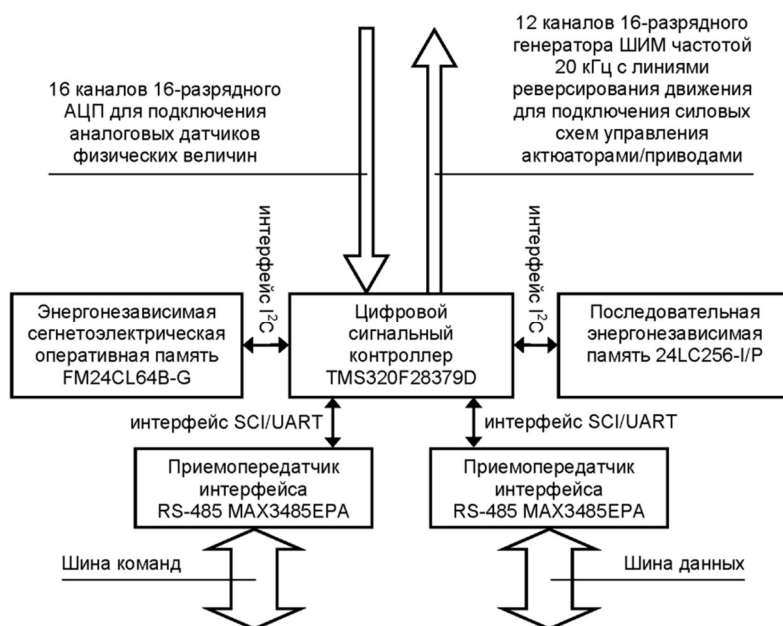 16 каналов 16-разрядного
АЦП для подключения
аналоговых датчиков
физических величин
12 каналов 16-разрядного
генератора ШИМ частотой
20 кГц с линиями
реверсирования движения
для подключения силовых
схем управления
актюаторами/приводами
интерфейс I²C
интерфейс I²C
Энергонезависимая
сегнетоэлектрическая
оперативная память
FM24CL64B-G
Цифровой
сигнальный
контроллер
TMS320F28379D
Последовательная
энергонезависимая
память 24LC256-I/P
интерфейс SCI/UART
интерфейс SCI/UART
Приемопередатчик
интерфейса
RS-485 MAX3485EPA
Приемопередатчик
интерфейса
RS-485 MAX3485EPA
Шина команд
Шина данных